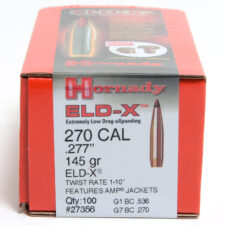 Hornady
ELD-X™
Extremely Low Drag-eXpanding
270 CAL
.277"
145 gr
ELD-X®
TWIST RATE 1-10"
FEATURES AMP® JACKETS
Qty:100 G1 BC .536
#27356 G7 BC .270